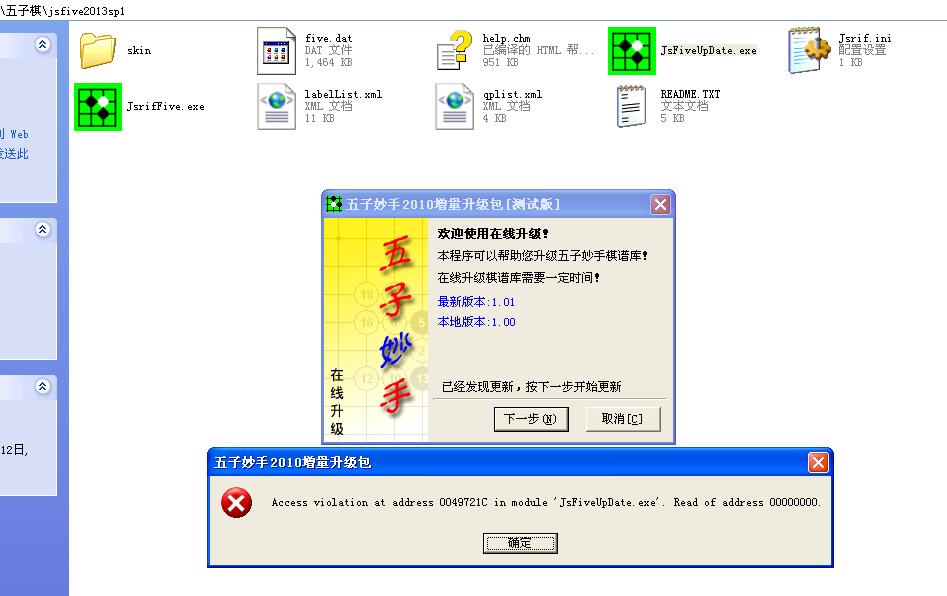 \五子棋\jsfive2013sp1
skin
five.dat
DAT 文件
1,464 KB
help.chm
已编译的 HTML 帮...
951 KB
JsFiveUpDate.exe
Jsrif.ini
配置设置
1 KB
JsrifFive.exe
labelList.xml
XML 文档
11 KB
qplist.xml
XML 文档
4 KB
README.TXT
文本文档
5 KB
Web
发送此
12日,
五子妙手2010增量升级包[测试版]
五子妙手
在线升级
18
16
5
2
12
10
13
欢迎使用在线升级!
本程序可以帮助您升级五子妙手棋谱库!
在线升级棋谱库需要一定时间!
最新版本:1.01
本地版本:1.00
已经发现更新，按下一步开始更新
下一步(N)
取消[C]
五子妙手2010增量升级包
Access violation at address 0049721C in module 'JsFiveUpDate.exe'. Read of address 00000000.
确定